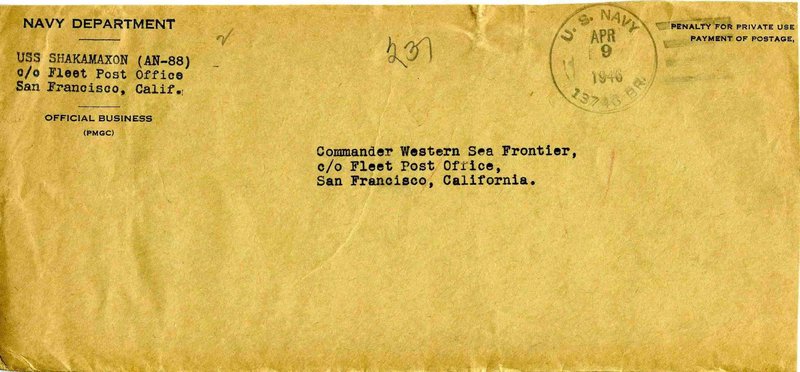 NAVY DEPARTMENT
USS SHAKAMAXON (AN-88)
c/o Fleet Post Office
San Francisco, Calif.
OFFICIAL BUSINESS
(PMGC)
237
U. S. NAVY
APR
9
1946
BR.
PENALTY FOR PRIVATE USE
PAYMENT OF POSTAGE,
Commander Western Sea Frontier,
c/o Fleet Post Office,
San Francisco, California.